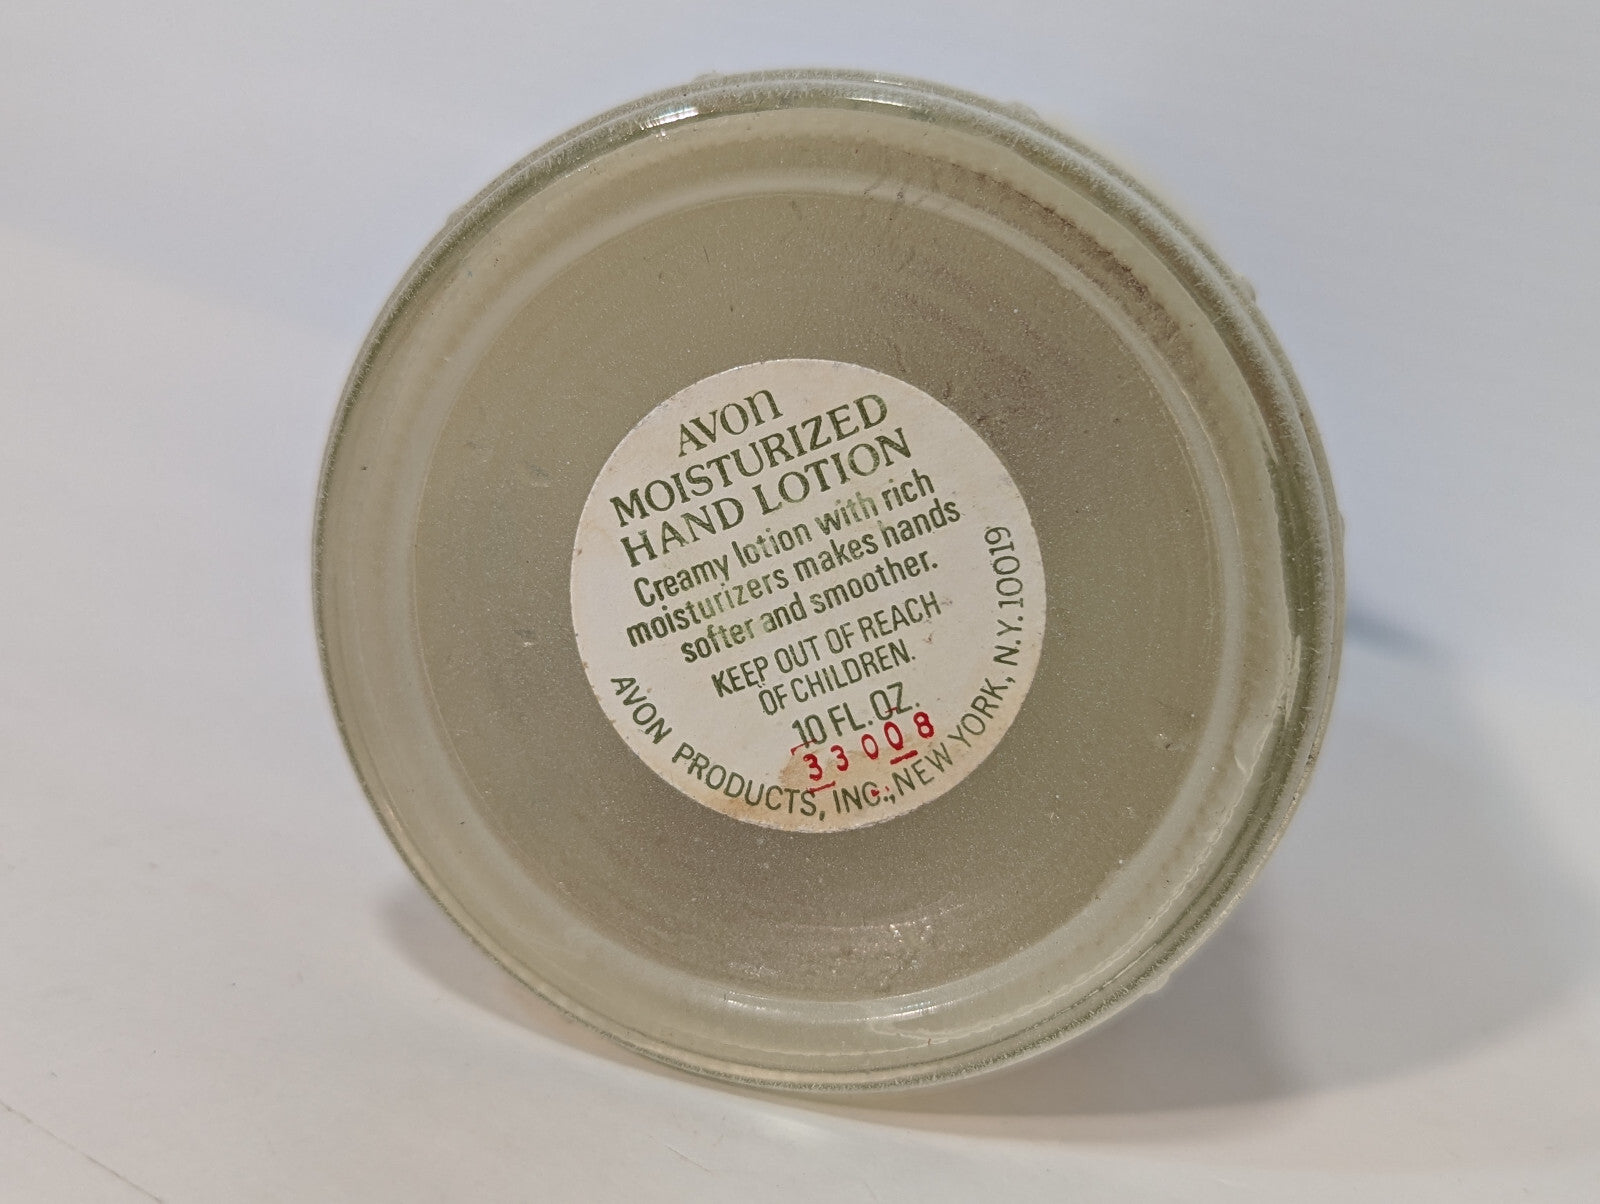 AVON
MOISTURIZED
HAND LOTION
Creamy lotion with rich
moisturizers makes hands
softer and smoother.
KEEP OUT OF REACH
OF CHILDREN.
10 FL. OZ.
33008
AVON PRODUCTS, INC., NEW YORK, N.Y. 10019